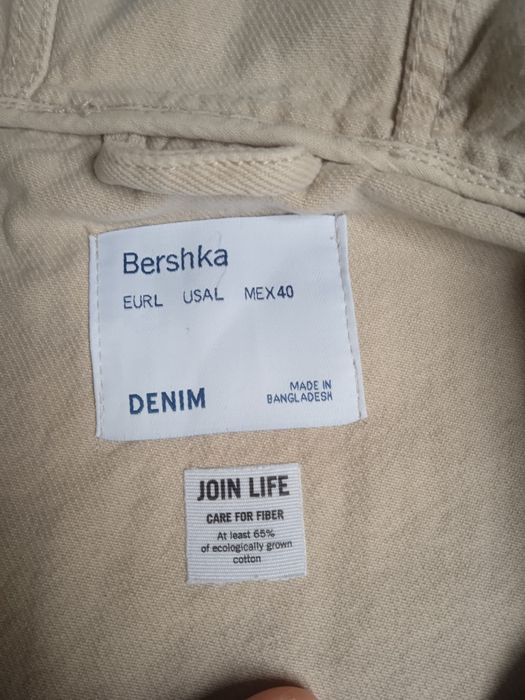 Bershka
EURL USAL MEX40
DENIM
MADE IN
BANGLADESH
JOIN LIFE
CARE FOR FIBER
At least 65%
of ecologically grown
cotton